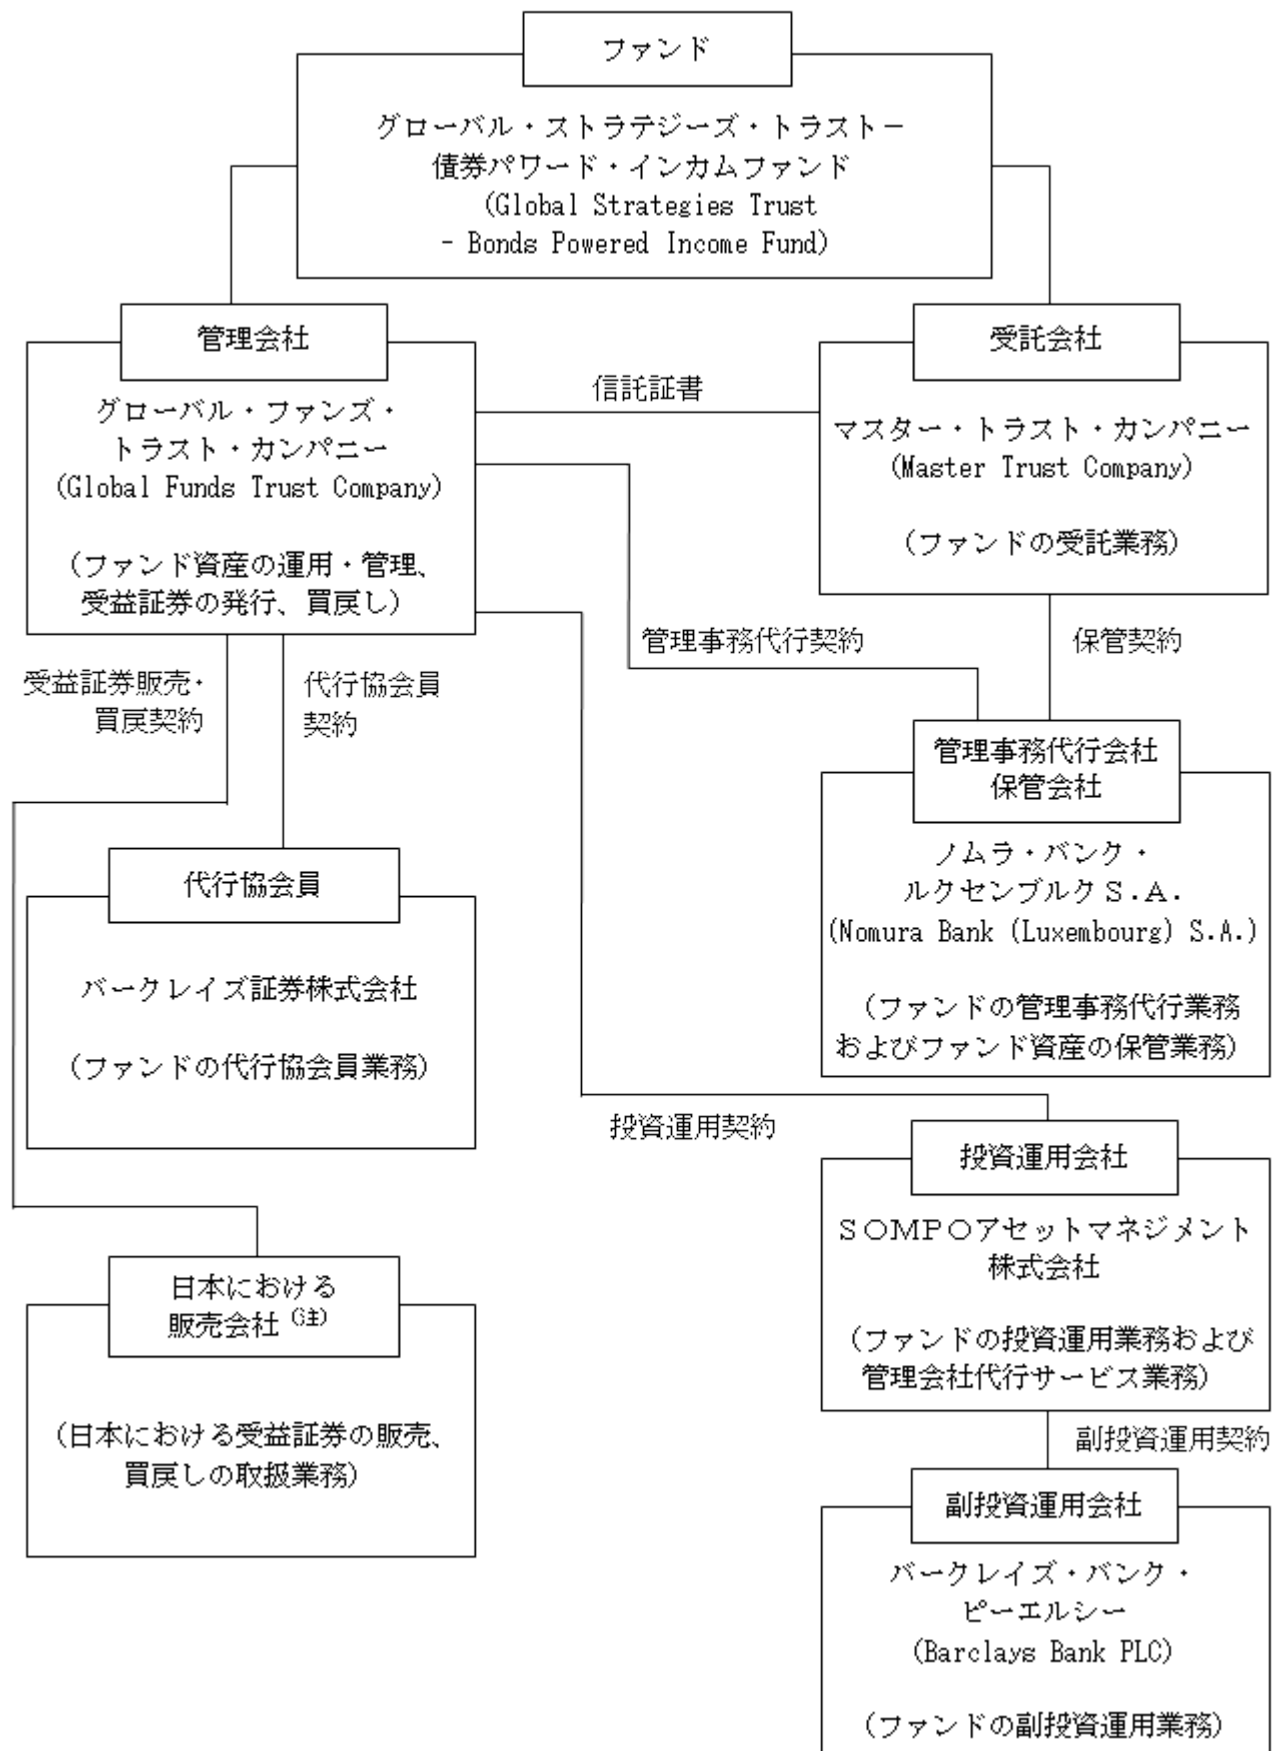 ファンド
グローバル・ストラテジーズ・トラスト－
債券パワード・インカムファンド
(Global Strategies Trust
- Bonds Powered Income Fund)
管理会社
グローバル・ファンズ・
トラスト・カンパニー
(Global Funds Trust Company)
(ファンド資産の運用・管理、
受益証券の発行、買戻し)
信託証書
受託会社
マスター・トラスト・カンパニー
(Master Trust Company)
(ファンドの受託業務)
受益証券販売・
買戻契約
代行協会員
契約
管理事務代行契約
保管契約
管理事務代行会社
保管会社
ノムラ・バンク・
ルクセンブルクＳ.Ａ.
(Nomura Bank (Luxembourg) S.A.)
(ファンドの管理事務代行業務
およびファンド資産の保管業務)
代行協会員
バークレイズ証券株式会社
(ファンドの代行協会員業務)
投資運用契約
投資運用会社
ＳＯＭＰＯアセットマネジメント
株式会社
(ファンドの投資運用業務および
管理会社代行サービス業務)
日本における
販売会社(注)
(日本における受益証券の販売、
買戻しの取扱業務)
副投資運用契約
副投資運用会社
バークレイズ・バンク・
ピーエルシー
(Barclays Bank PLC)
(ファンドの副投資運用業務)